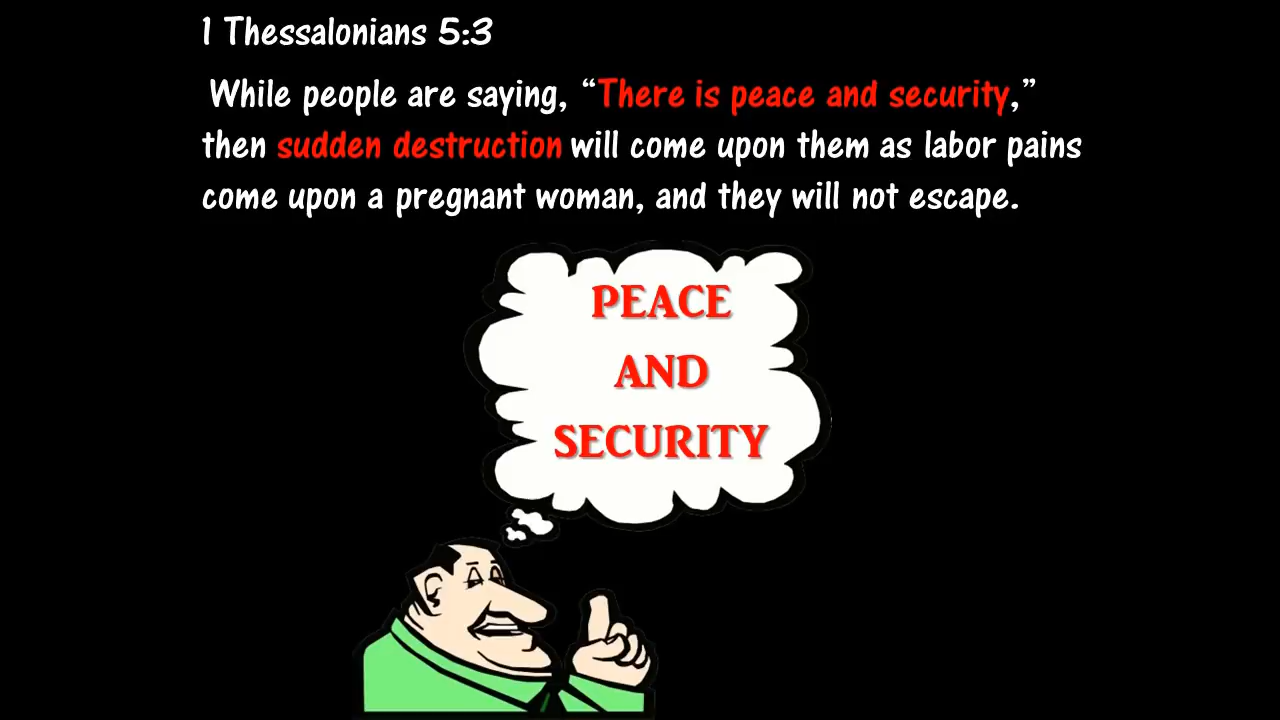 1 Thessalonians 5:3
While people are saying, “There is peace and security,”
then sudden destruction will come upon them as labor pains
come upon a pregnant woman, and they will not escape.
PEACE
AND
SECURITY